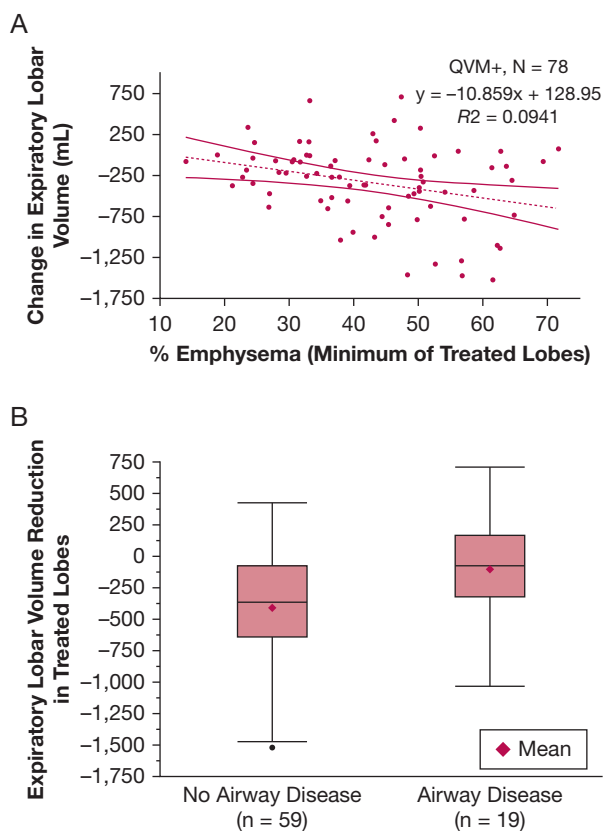 A
QVM+, N = 78
y = −10.859x + 128.95
R2 = 0.0941
Change in Expiratory Lobar
Volume (mL)
750
250
−250
−750
−1,250
−1,750
10
20
30
40
50
60
70
% Emphysema (Minimum of Treated Lobes)
B
Expiratory Lobar Volume Reduction
in Treated Lobes
750
500
250
0
−250
−500
−750
−1,000
−1,250
−1,500
−1,750
Mean
No Airway Disease
(n = 59)
Airway Disease
(n = 19)